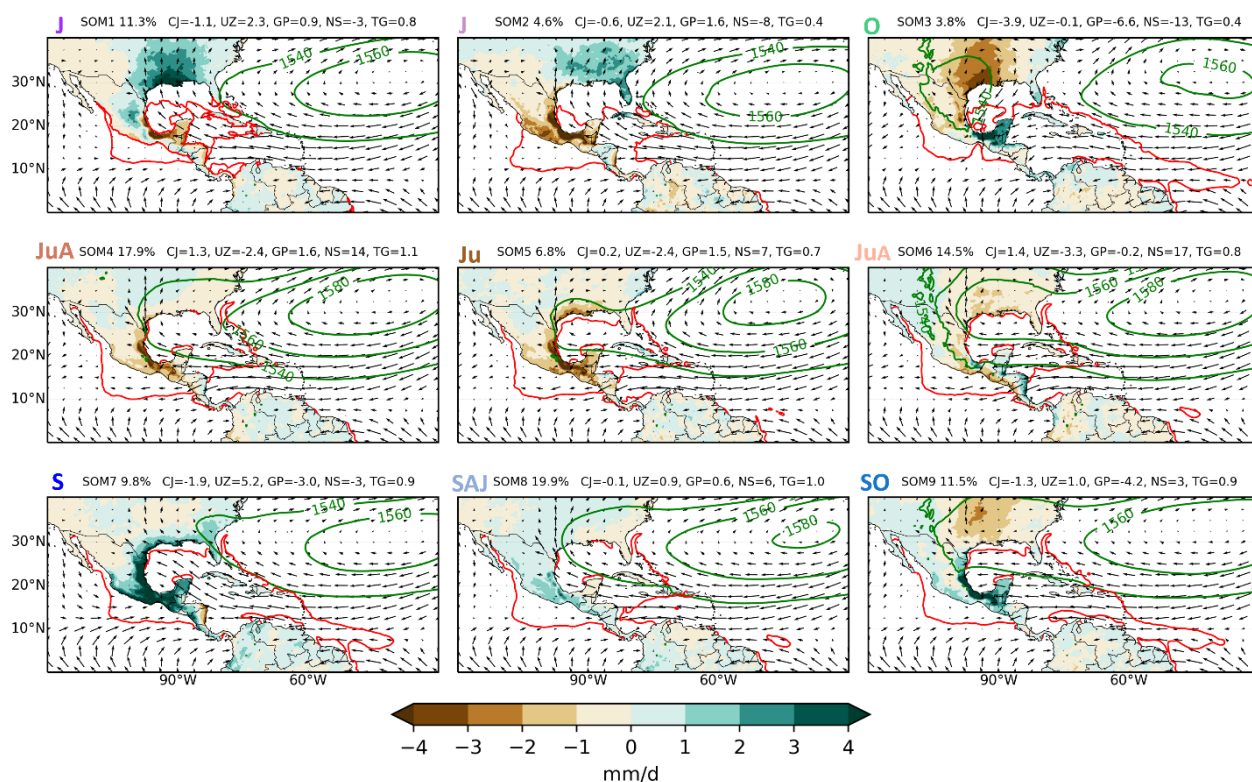 J SOM1 11.3% CJ=-1.1, UZ=2.3, GP=0.9, NS=-3, TG=0.8
J SOM2 4.6% CJ=-0.6, UZ=2.1, GP=1.6, NS=-8, TG=0.4
O SOM3 3.8% CJ=-3.9, UZ=-0.1, GP=-6.6, NS=-13, TG=0.4
30°N
20°N
10°N
1540
1560
1540
1560
1560
1540
1540
JuA SOM4 17.9% CJ=1.3, UZ=-2.4, GP=1.6, NS=14, TG=1.1
Ju SOM5 6.8% CJ=0.2, UZ=-2.4, GP=1.5, NS=7, TG=0.7
JuA SOM6 14.5% CJ=1.4, UZ=-3.3, GP=-0.2, NS=17, TG=0.8
30°N
20°N
10°N
1580
1560
1540
1540
1580
1560
1560
1580
1540
S SOM7 9.8% CJ=-1.9, UZ=5.2, GP=-3.0, NS=-3, TG=0.9
SAJ SOM8 19.9% CJ=-0.1, UZ=0.9, GP=0.6, NS=6, TG=1.0
SO SOM9 11.5% CJ=-1.3, UZ=1.0, GP=-4.2, NS=3, TG=0.9
30°N
20°N
10°N
1540
1560
1560
1580
1560
90°W 60°W
90°W 60°W
90°W 60°W
−4 −3 −2 −1 0 1 2 3 4
mm/d